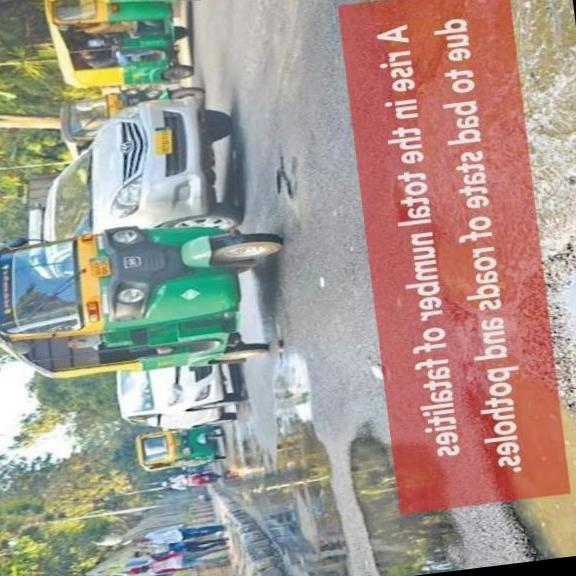 A rise in the total number of fatalities
due to bad state of roads and potholes.